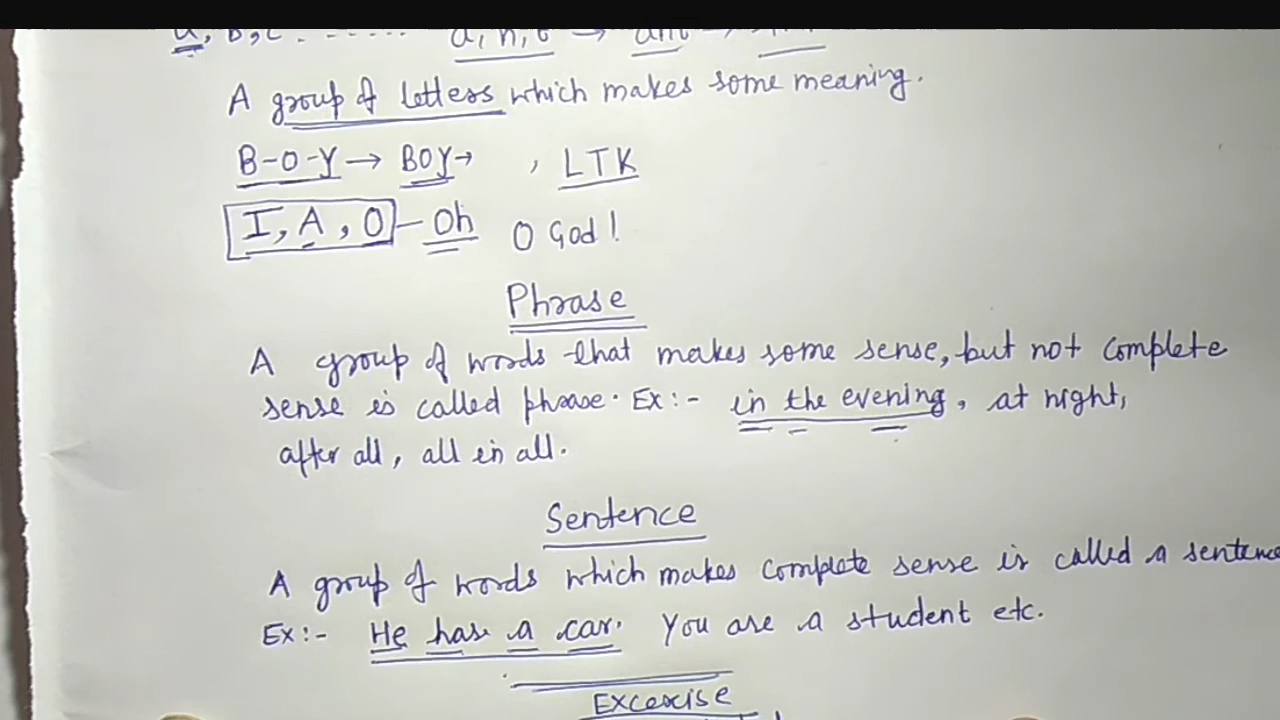 a, B, C ....... a, n, t → ant →
A group of letters which makes some meaning.
B-O-Y → BOY → , LTK
I, A, O - Oh O God!
Phrase
A group of words that makes some sense, but not complete
sense is called phrase. Ex:- in the evening, at night,
after all, all in all.
Sentence
A group of words which makes complete sense is called a sentence
Ex:- He has a car. You are a student etc.
Excexise